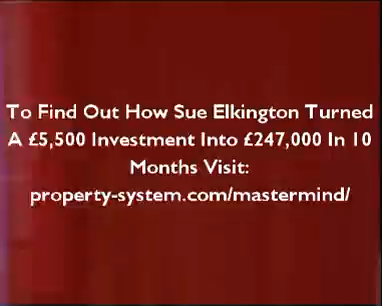 To Find Out How Sue Elkington Turned
A £5,500 Investment Into £247,000 In 10
Months Visit:
property-system.com/mastermind/